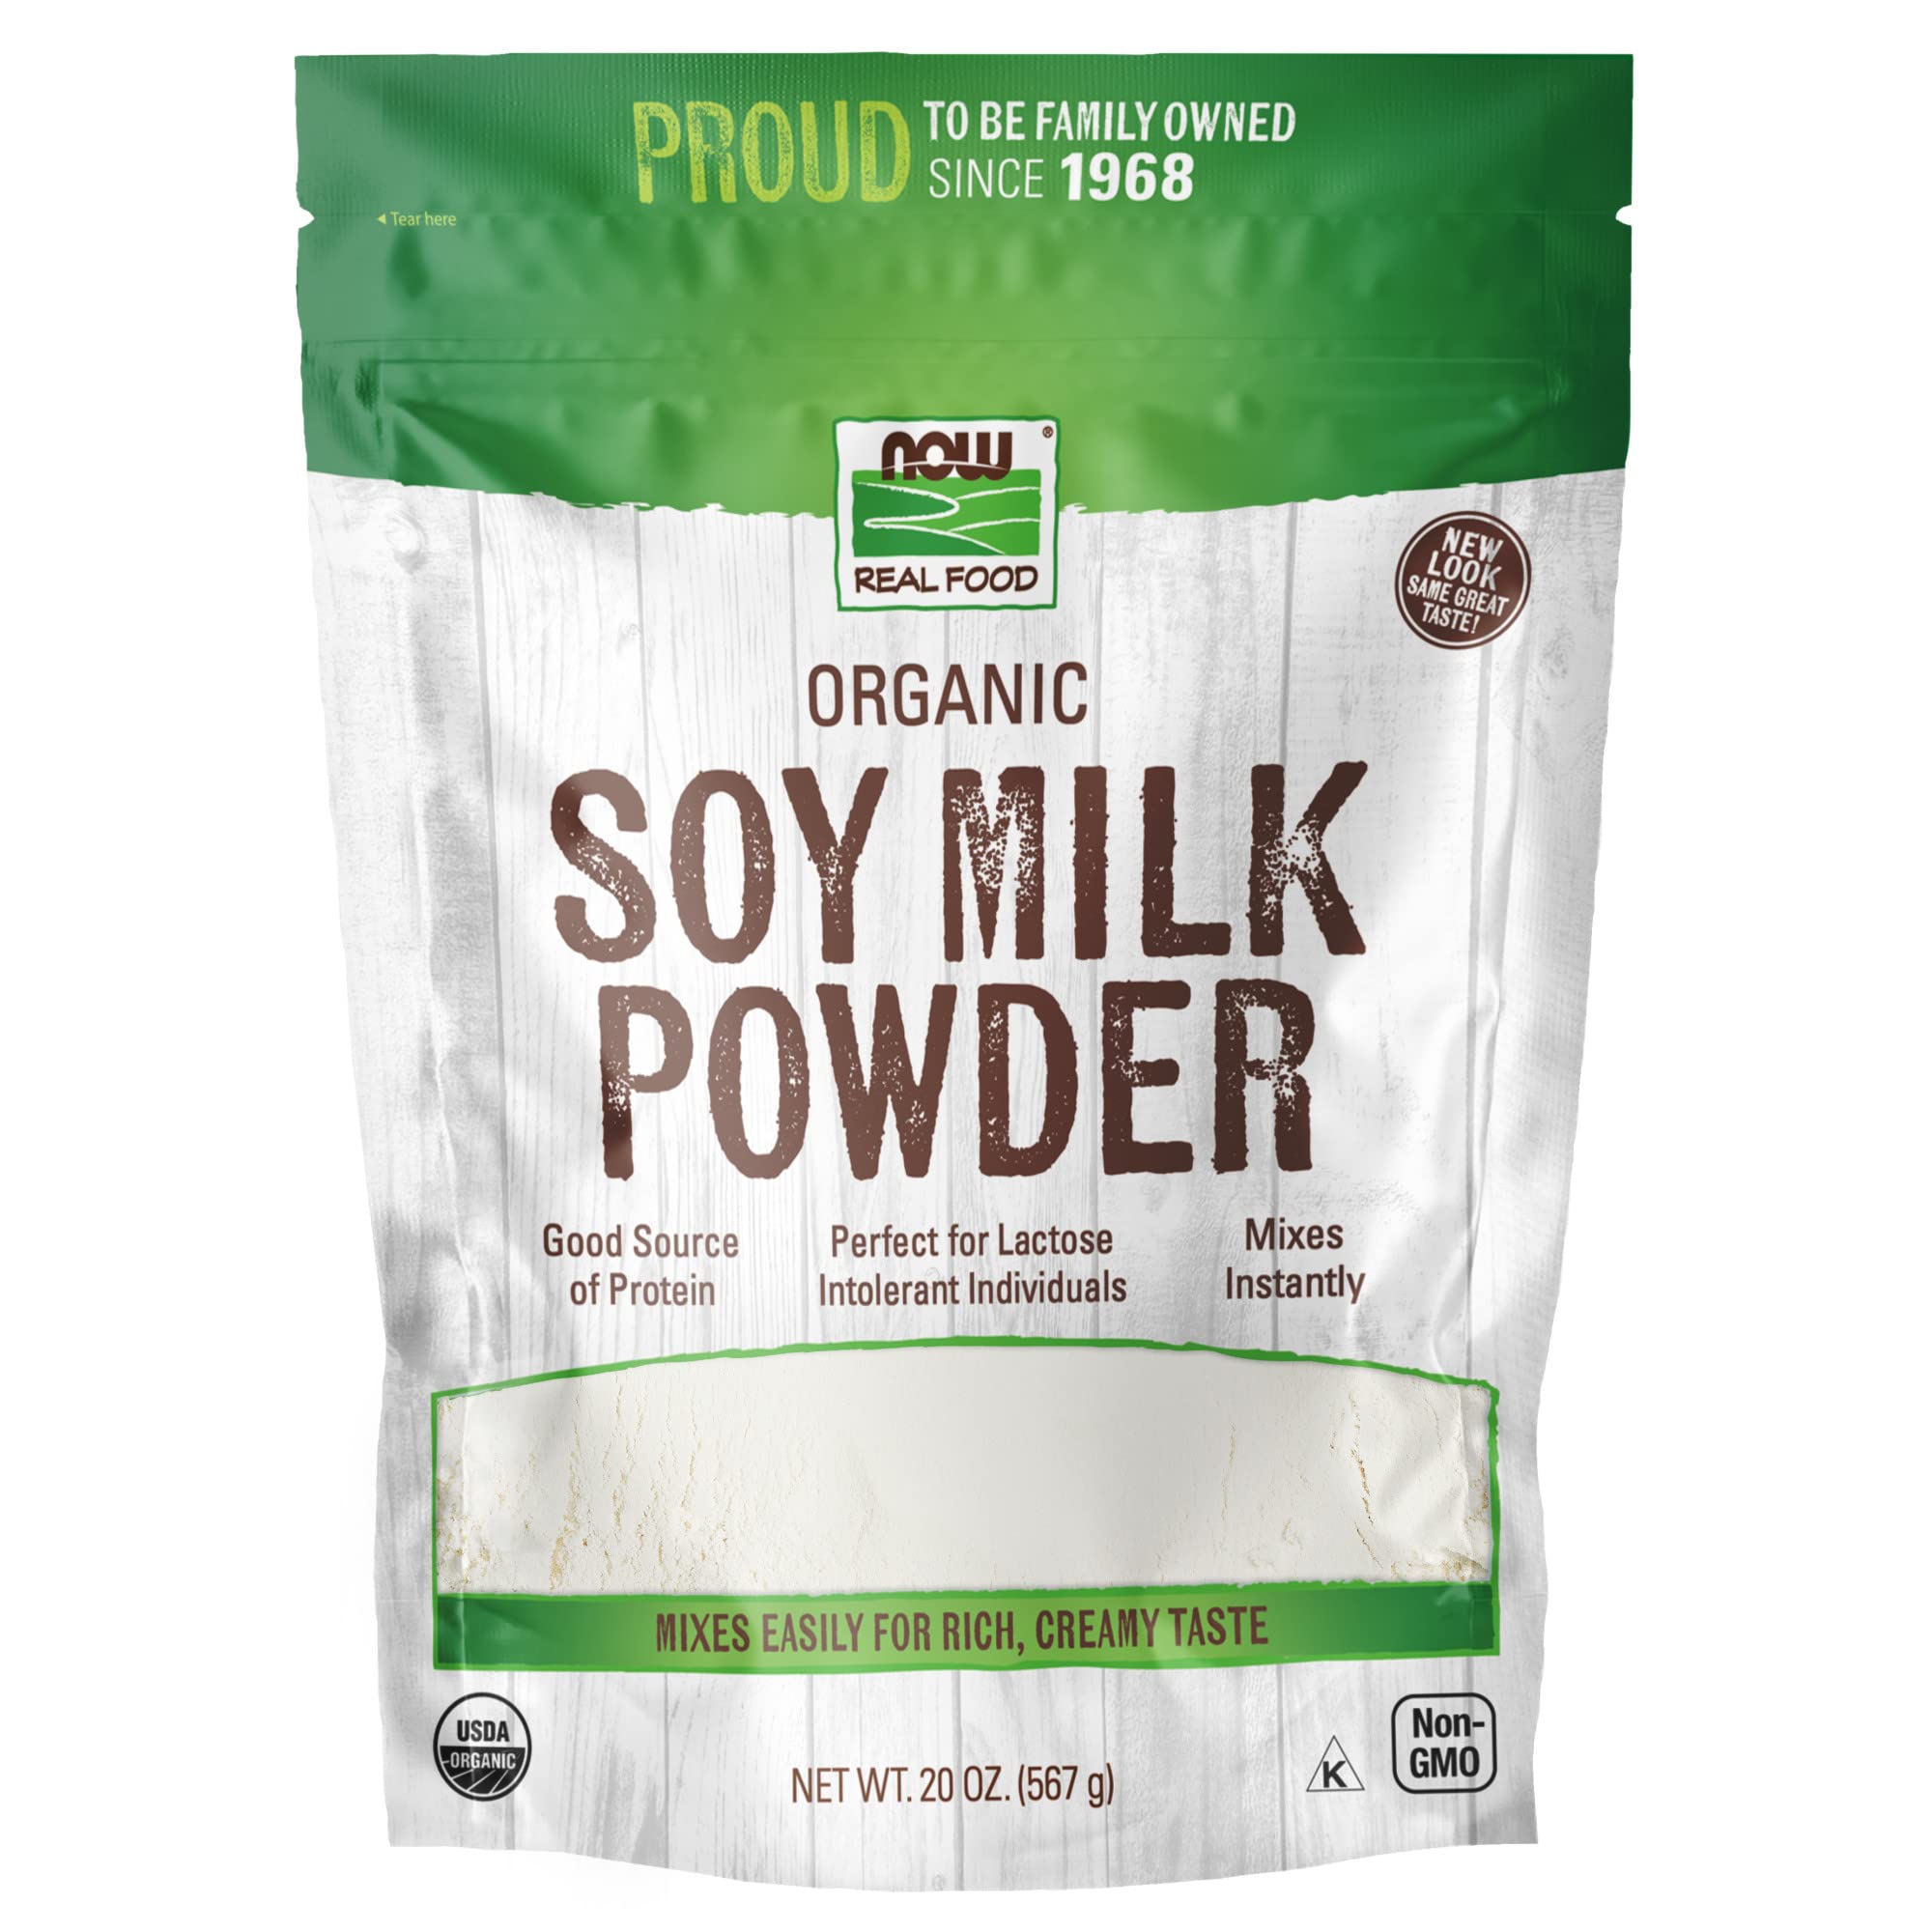 PROUD TO BE FAMILY OWNED
SINCE 1968
Tear here
NOW ®
REAL FOOD
NEW
LOOK
SAME GREAT
TASTE!
ORGANIC
SOY MILK
POWDER
Good Source
of Protein
Perfect for Lactose
Intolerant Individuals
Mixes
Instantly
MIXES EASILY FOR RICH, CREAMY TASTE
USDA
ORGANIC
NET WT. 20 OZ. (567 g)
K
Non-
GMO